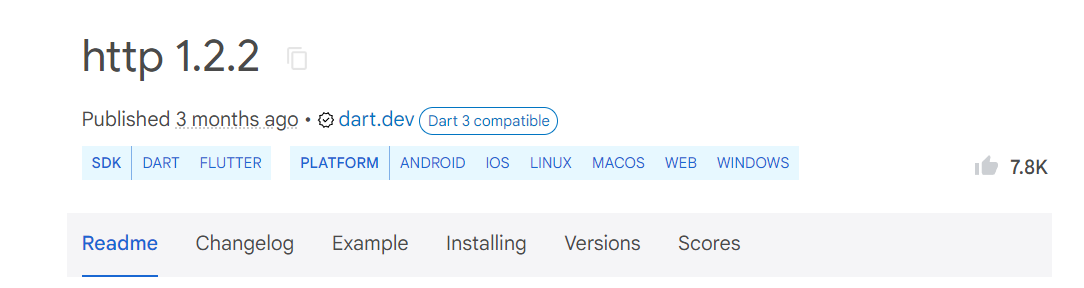 http 1.2.2
Published 3 months ago • dart.dev Dart 3 compatible
SDK DART FLUTTER PLATFORM ANDROID IOS LINUX MACOS WEB WINDOWS
7.8K
Readme Changelog Example Installing Versions Scores